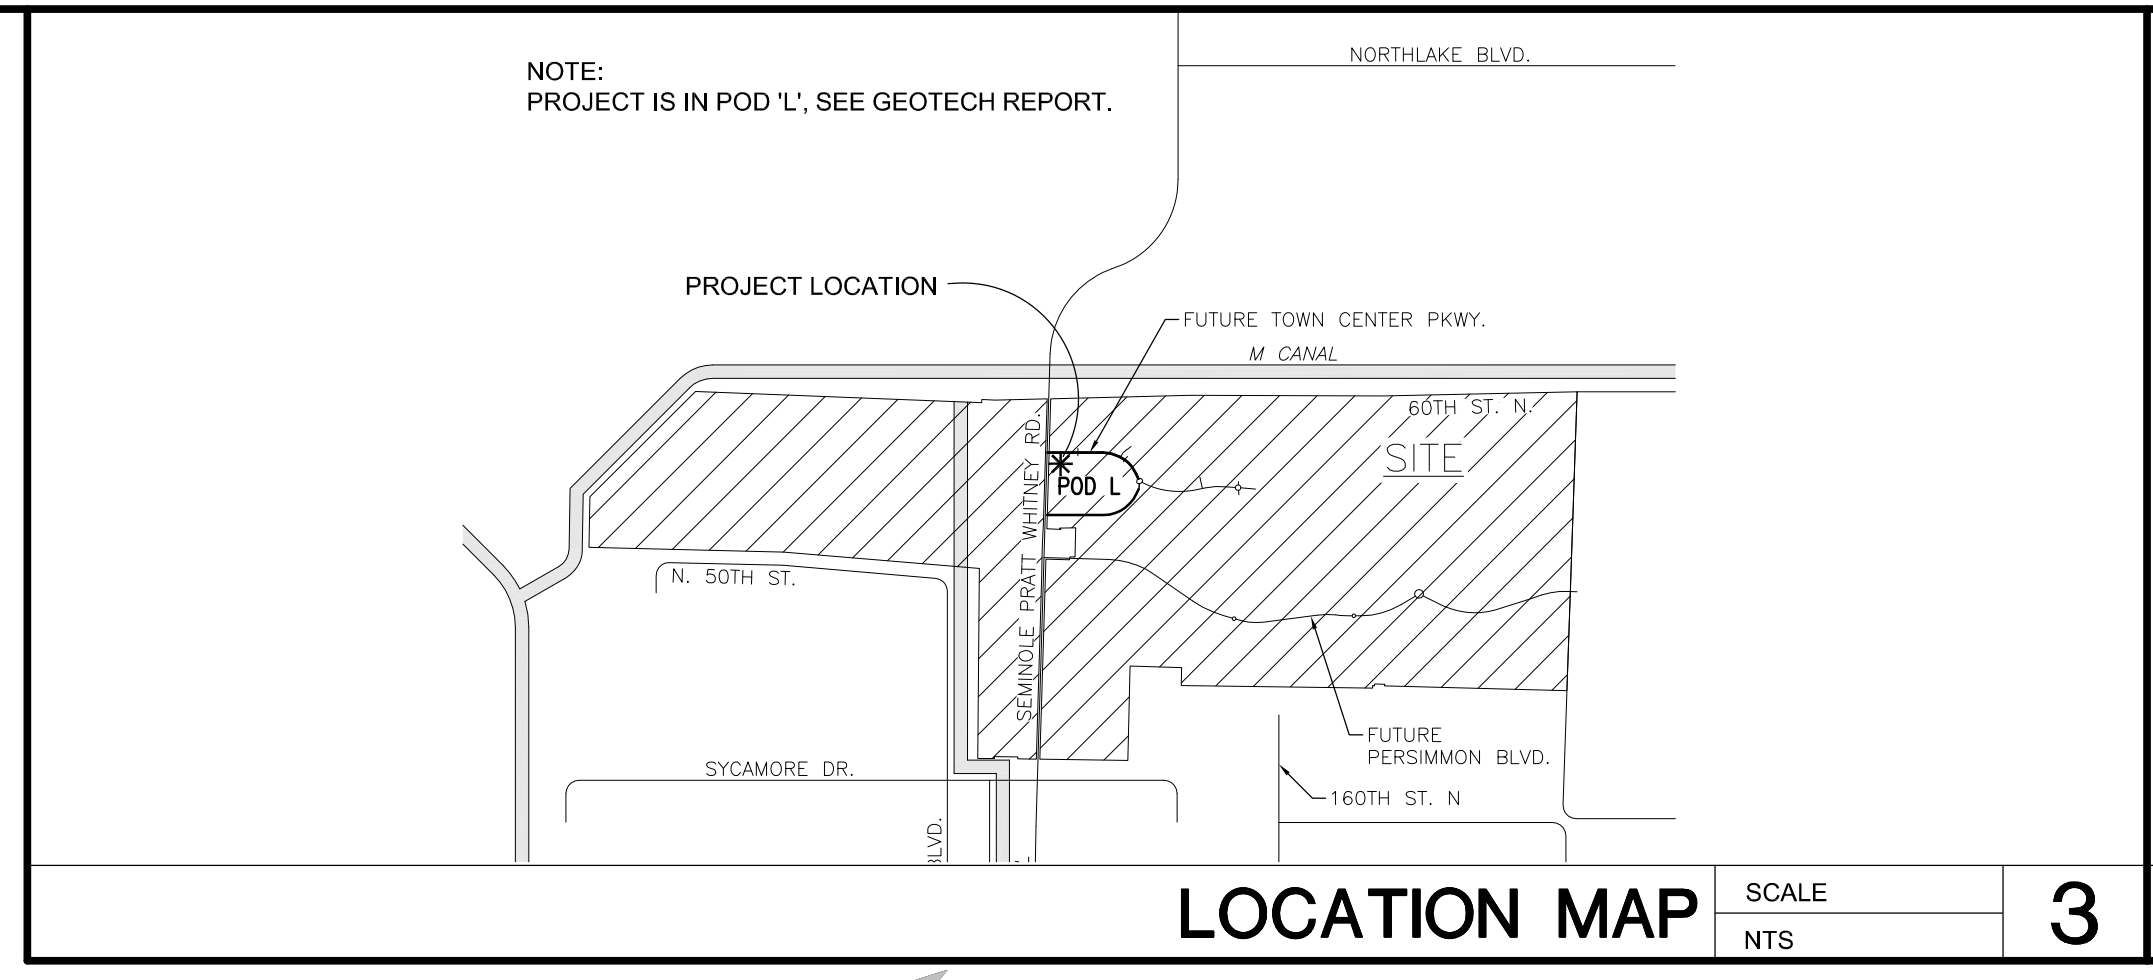 NORTHLAKE BLVD.
NOTE:
PROJECT IS IN POD 'L', SEE GEOTECH REPORT.
PROJECT LOCATION
FUTURE TOWN CENTER PKWY.
M CANAL
60TH ST. N.
SITE
SEMINOLE PRATT WHITNEY RD.
POD L
N. 50TH ST.
FUTURE
PERSIMMON BLVD.
SYCAMORE DR.
160TH ST. N
BLVD.
LOCATION MAP
SCALE
NTS
3